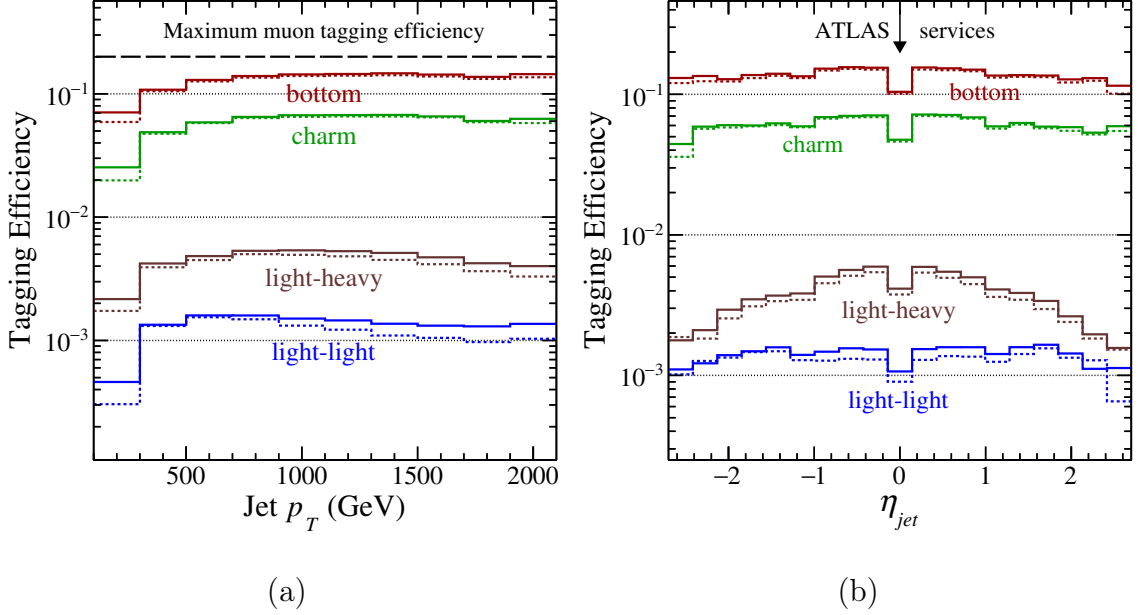 Maximum muon tagging efficiency
bottom
charm
light-heavy
light-light
10⁻¹
10⁻²
10⁻³
Tagging Efficiency
500 1000 1500 2000
Jet p_T (GeV)
(a)
ATLAS services
bottom
charm
light-heavy
light-light
10⁻¹
10⁻²
10⁻³
Tagging Efficiency
−2 −1 0 1 2
η_jet
(b)